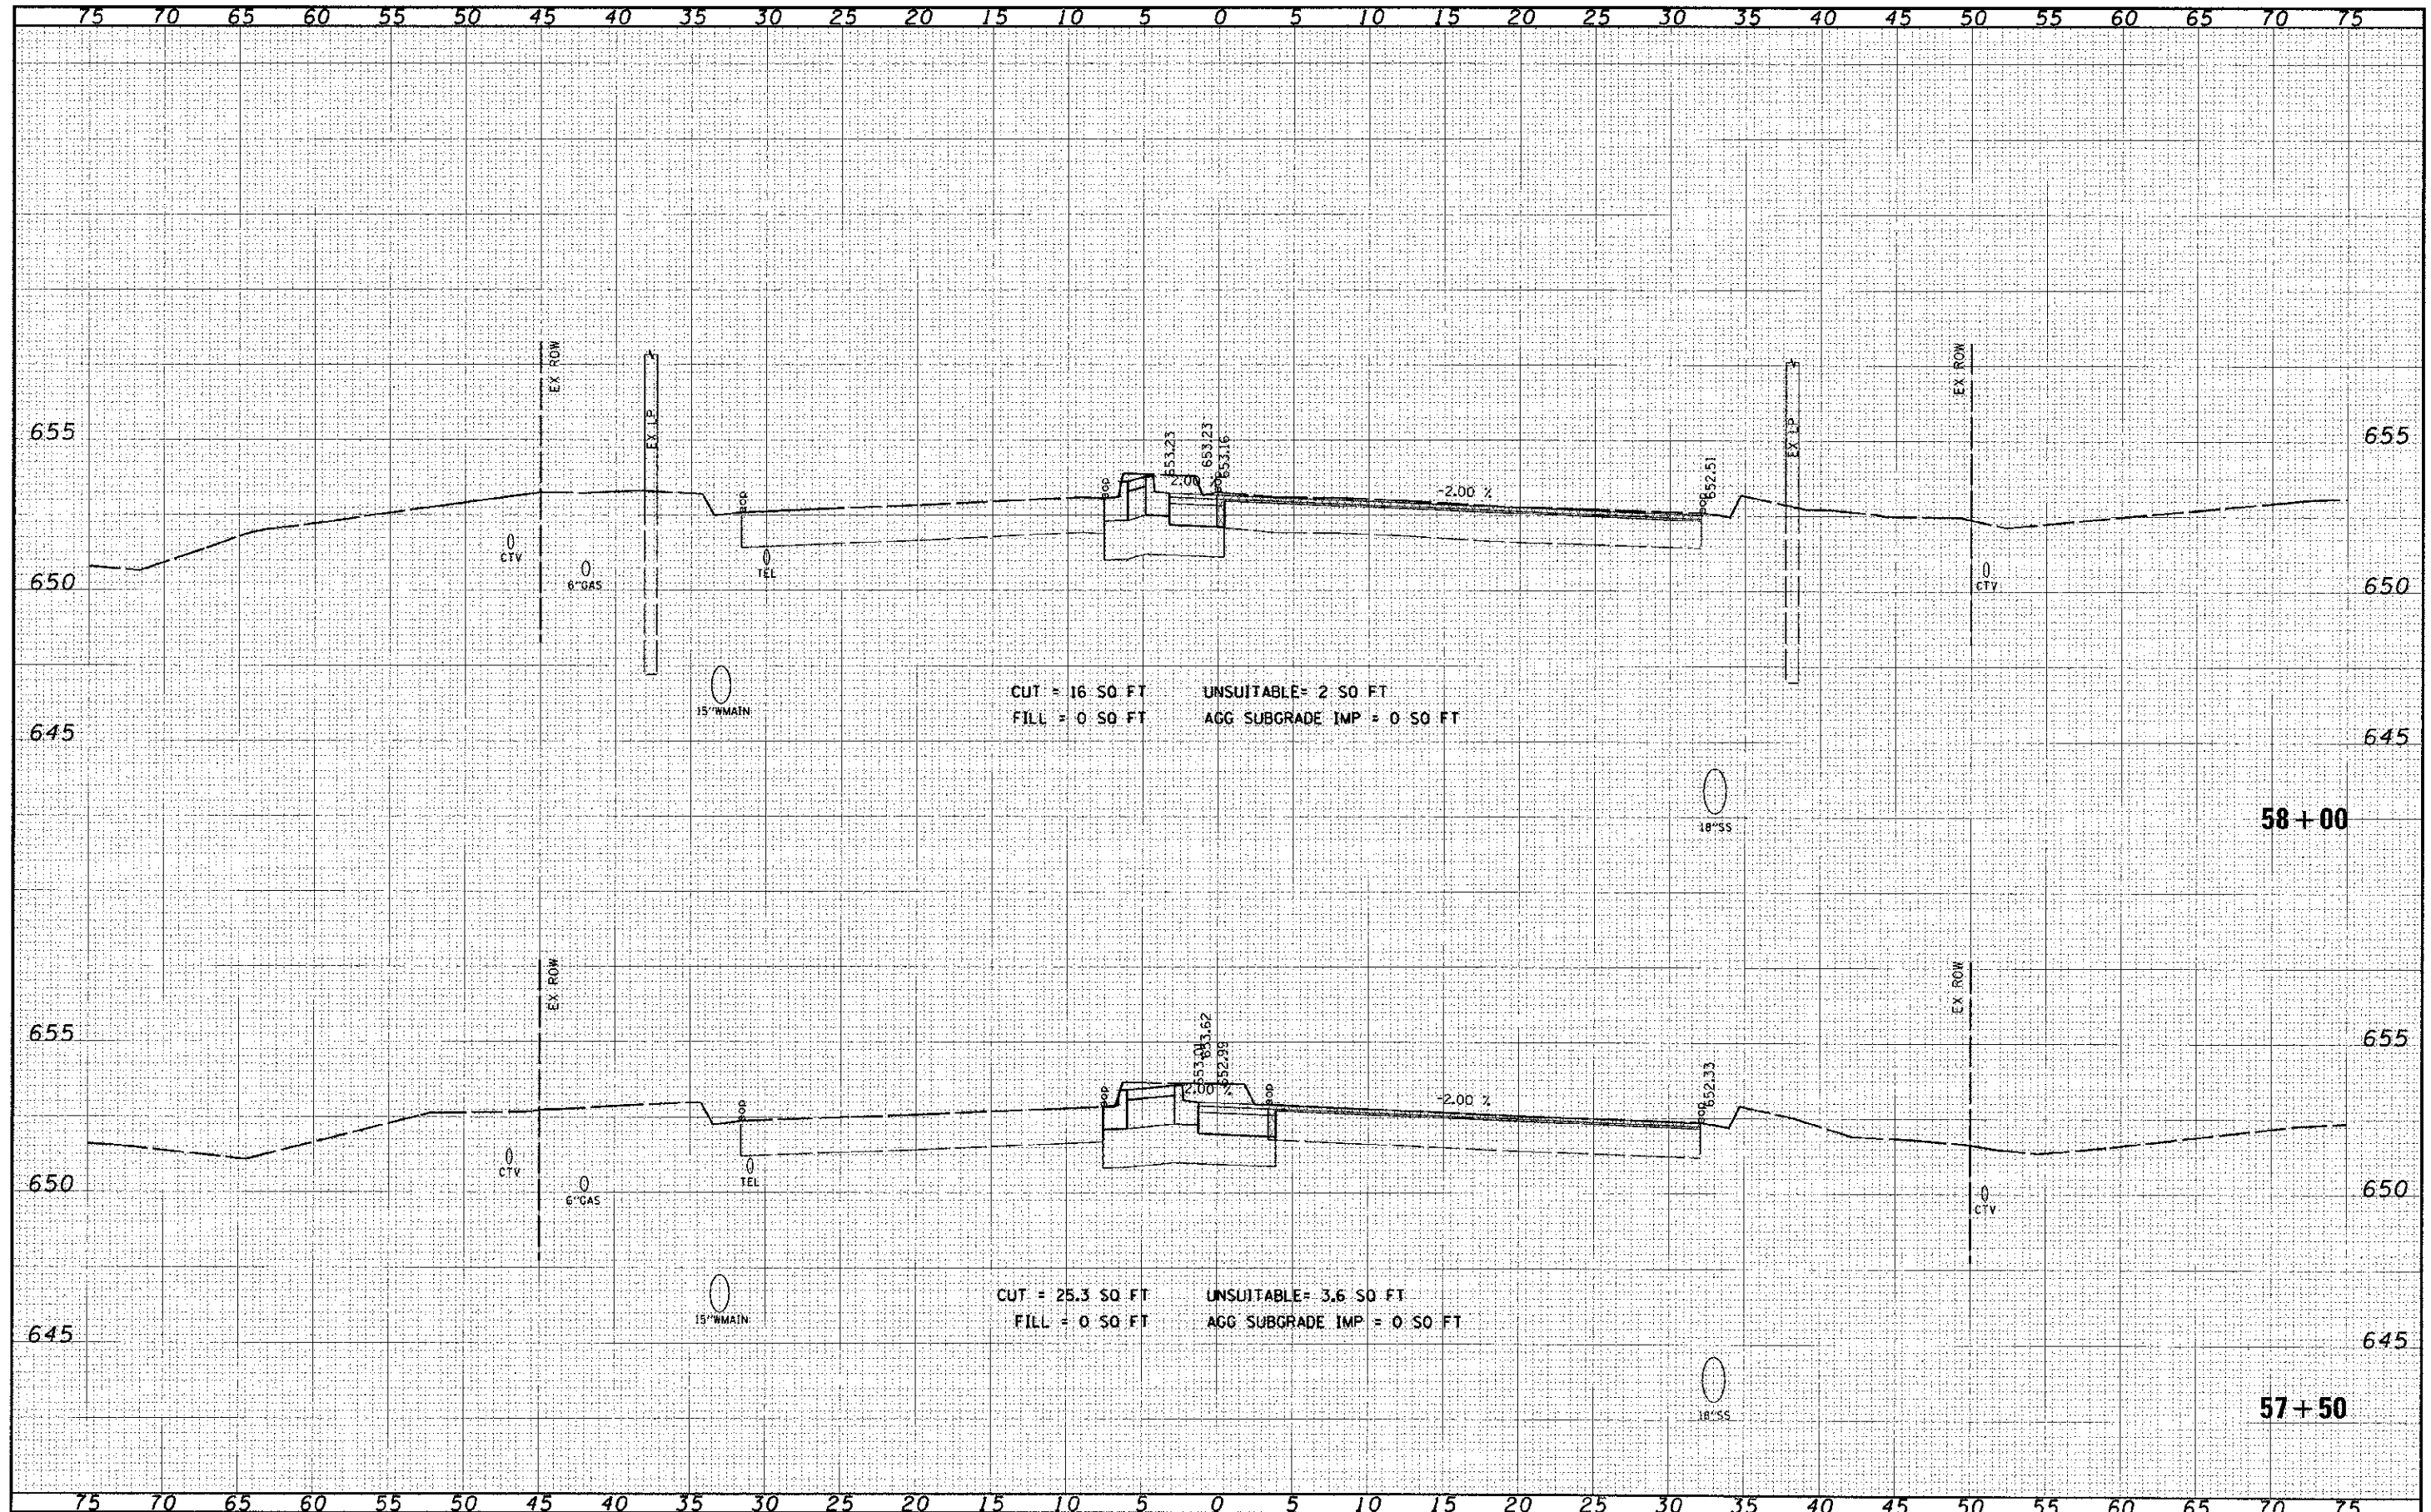 75 70 65 60 55 50 45 40 35 30 25 20 15 10 5 0 5 10 15 20 25 30 35 40 45 50 55 60 65 70 75
EX ROW
EX LP
EX ROW
EX LP
655
655
653.23
653.23
653.16
652.51
2.00 %
-2.00 %
EOP
EOP
EOP
EOP
CTV
6"GAS
TEL
CTV
650
650
15"WMAIN
CUT = 16 SQ FT UNSUITABLE= 2 SQ FT
FILL = 0 SQ FT AGG SUBGRADE IMP = 0 SQ FT
645
645
18"SS
58+00
EX ROW
EX ROW
655
655
653.62
652.99
652.33
2.00 %
-2.00 %
EOP
EOP
EOP
EOP
CTV
6"GAS
TEL
CTV
650
650
15"WMAIN
CUT = 25.3 SQ FT UNSUITABLE= 3.6 SQ FT
FILL = 0 SQ FT AGG SUBGRADE IMP = 0 SQ FT
645
645
18"SS
57+50
75 70 65 60 55 50 45 40 35 30 25 20 15 10 5 0 5 10 15 20 25 30 35 40 45 50 55 60 65 70 75